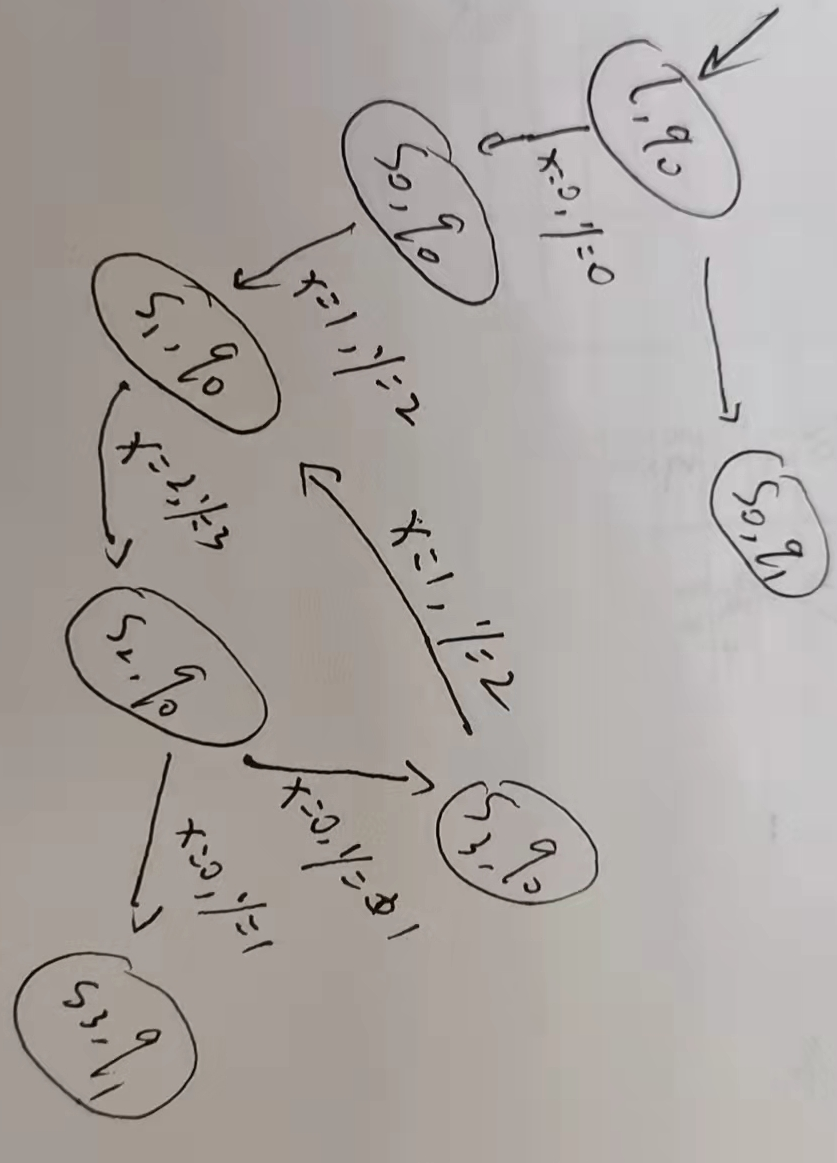 l, q0
x=0, y=0
S0, q0
S0, q1
x=1, y=2
S1, q0
x=2, y=3
x=1, y=2
S2, q0
x=0, y=1
S3, q0
x=0, y=1
S3, q1